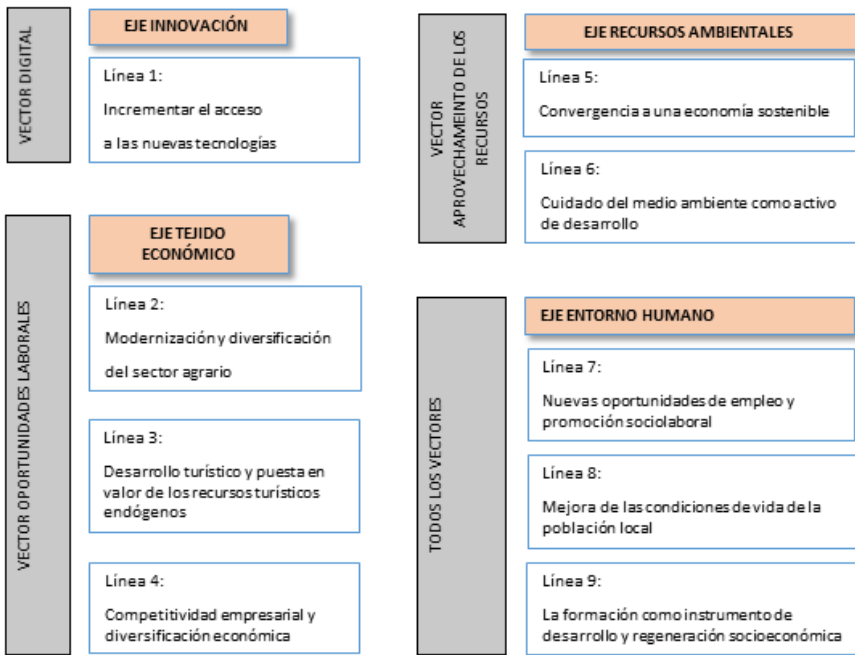 VECTOR DIGITAL
EJE INNOVACIÓN
Línea 1:
Incrementar el acceso
a las nuevas tecnologías
VECTOR OPORTUNIDADES LABORALES
EJE TEJIDO
ECONÓMICO
Línea 2:
Modernización y diversificación
del sector agrario
Línea 3:
Desarrollo turístico y puesta en
valor de los recursos turísticos
endógenos
Línea 4:
Competitividad empresarial y
diversificación económica
VECTOR
APROVECHAMEINTO DE LOS
RECURSOS
EJE RECURSOS AMBIENTALES
Línea 5:
Convergencia a una economía sostenible
Línea 6:
Cuidado del medio ambiente como activo
de desarrollo
TODOS LOS VECTORES
EJE ENTORNO HUMANO
Línea 7:
Nuevas oportunidades de empleo y
promoción sociolaboral
Línea 8:
Mejora de las condiciones de vida de la
población local
Línea 9:
La formación como instrumento de
desarrollo y regeneración socioeconómica